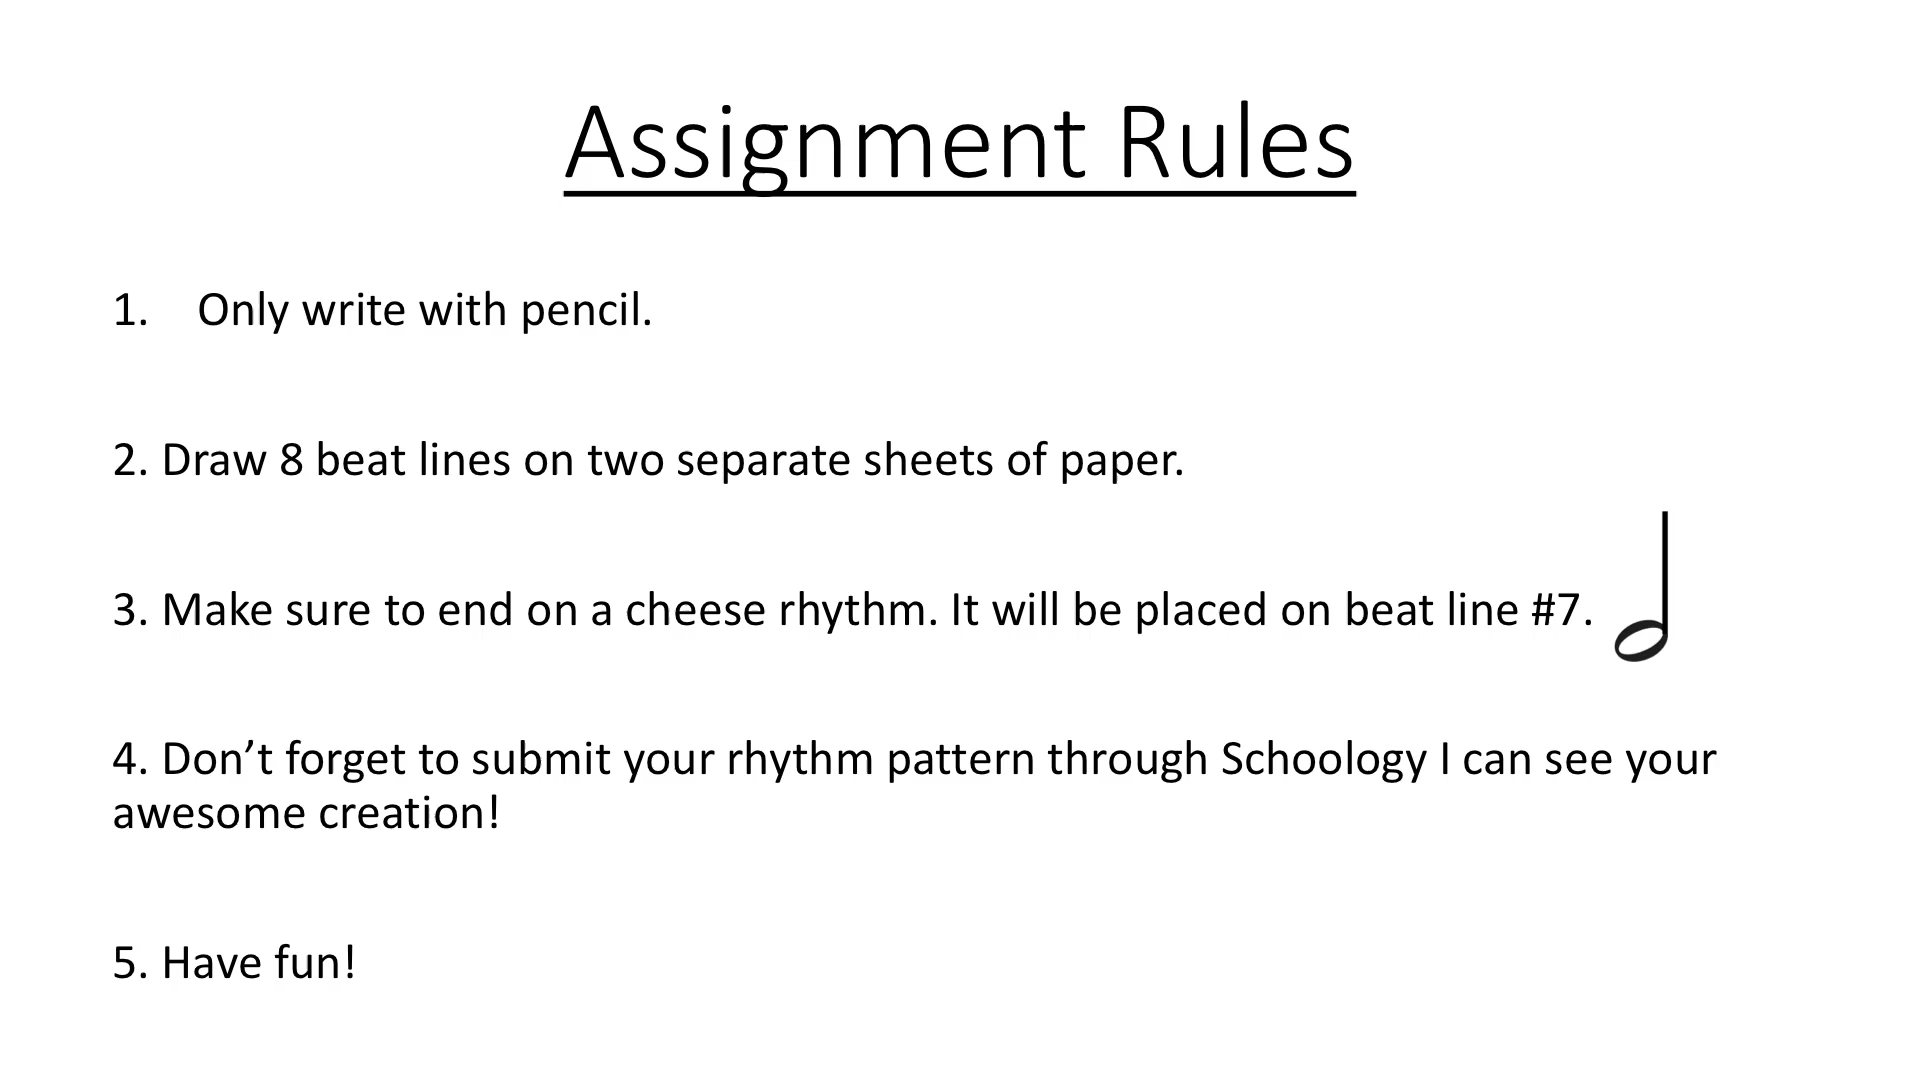 Assignment Rules
1. Only write with pencil.
2. Draw 8 beat lines on two separate sheets of paper.
3. Make sure to end on a cheese rhythm. It will be placed on beat line #7.
4. Don’t forget to submit your rhythm pattern through Schoology I can see your
awesome creation!
5. Have fun!